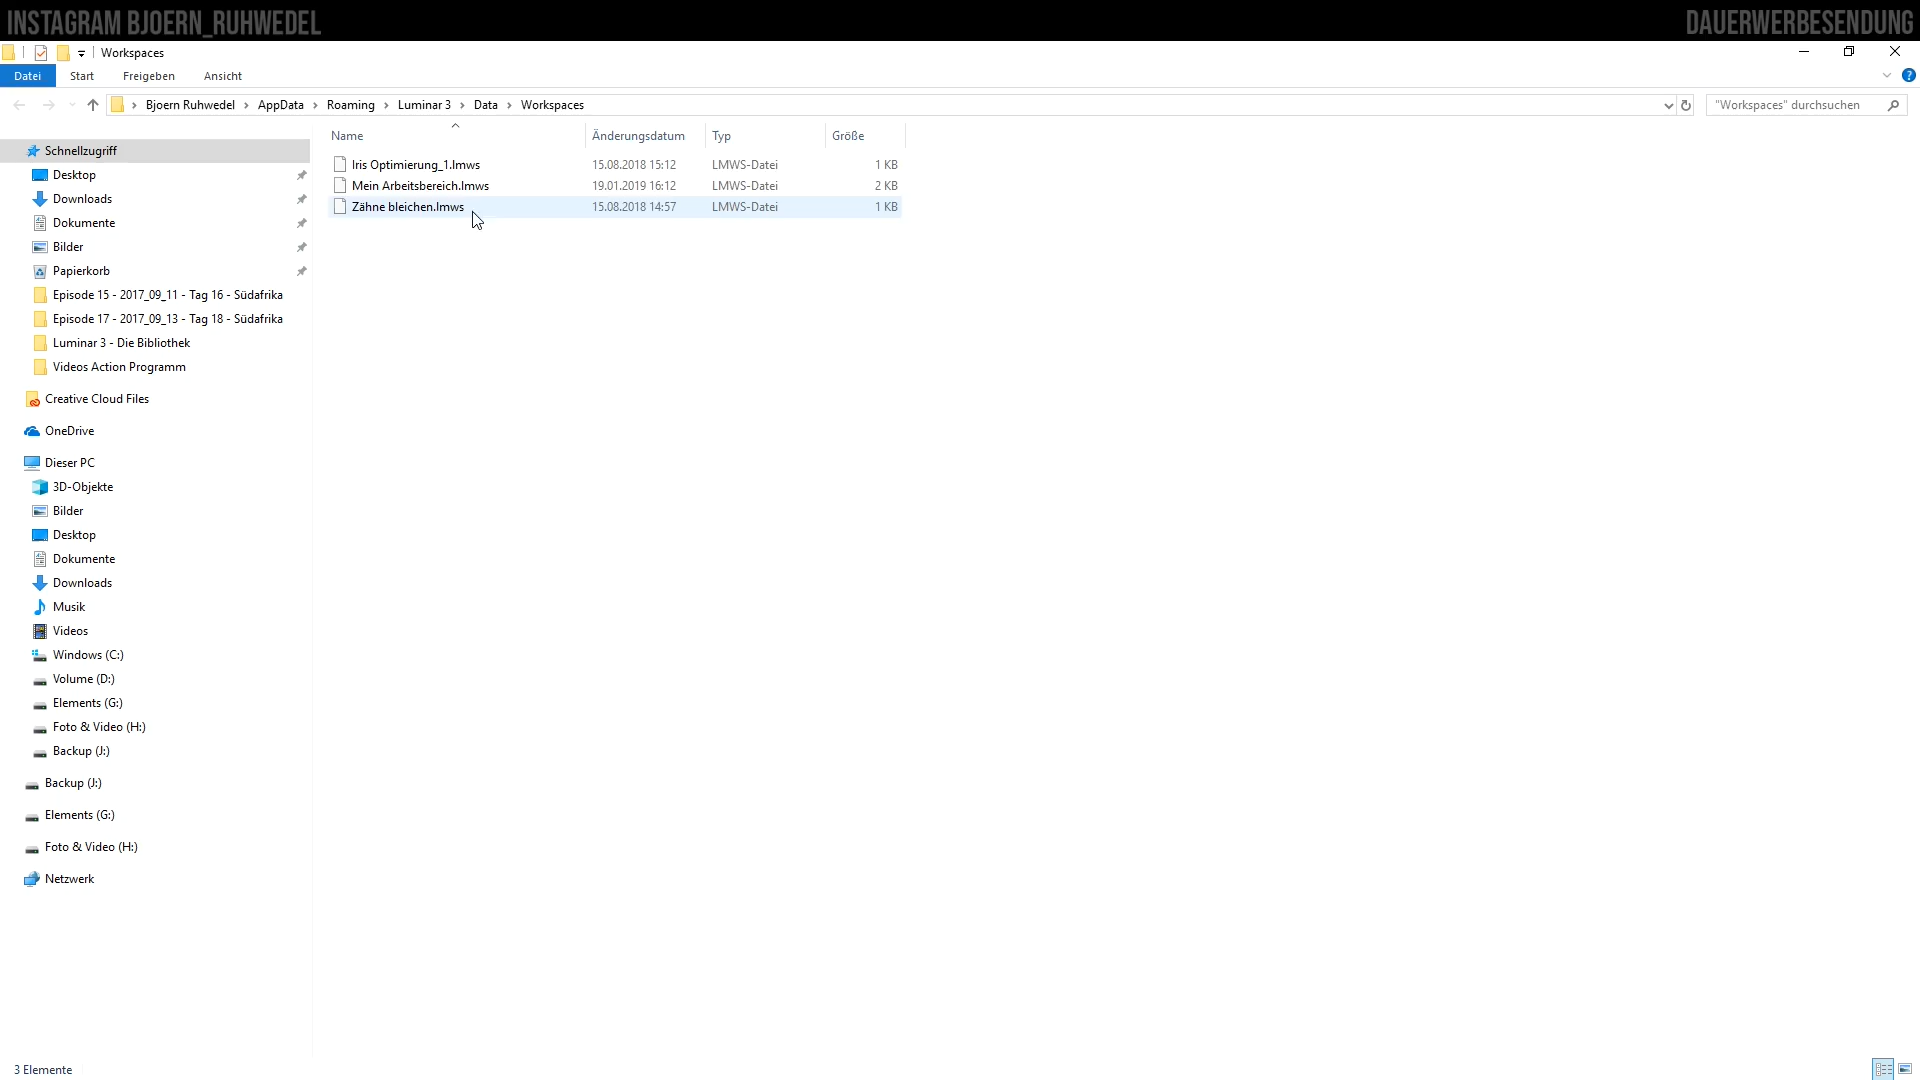 INSTAGRAM BJOERN_RUHWEDEL
DAUERWERBESENDUNG
Workspaces
Datei Start Freigeben Ansicht
Bjoern Ruhwedel > AppData > Roaming > Luminar 3 > Data > Workspaces
"Workspaces" durchsuchen
Name Änderungsdatum Typ Größe
Iris Optimierung_1.lmws 15.08.2018 15:12 LMWS-Datei 1 KB
Mein Arbeitsbereich.lmws 19.01.2019 16:12 LMWS-Datei 2 KB
Zähne bleichen.lmws 15.08.2018 14:57 LMWS-Datei 1 KB
Schnellzugriff
Desktop
Downloads
Dokumente
Bilder
Papierkorb
Episode 15 - 2017_09_11 - Tag 16 - Südafrika
Episode 17 - 2017_09_13 - Tag 18 - Südafrika
Luminar 3 - Die Bibliothek
Videos Action Programm
Creative Cloud Files
OneDrive
Dieser PC
3D-Objekte
Bilder
Desktop
Dokumente
Downloads
Musik
Videos
Windows (C:)
Volume (D:)
Elements (G:)
Foto & Video (H:)
Backup (J:)
Backup (J:)
Elements (G:)
Foto & Video (H:)
Netzwerk
3 Elemente